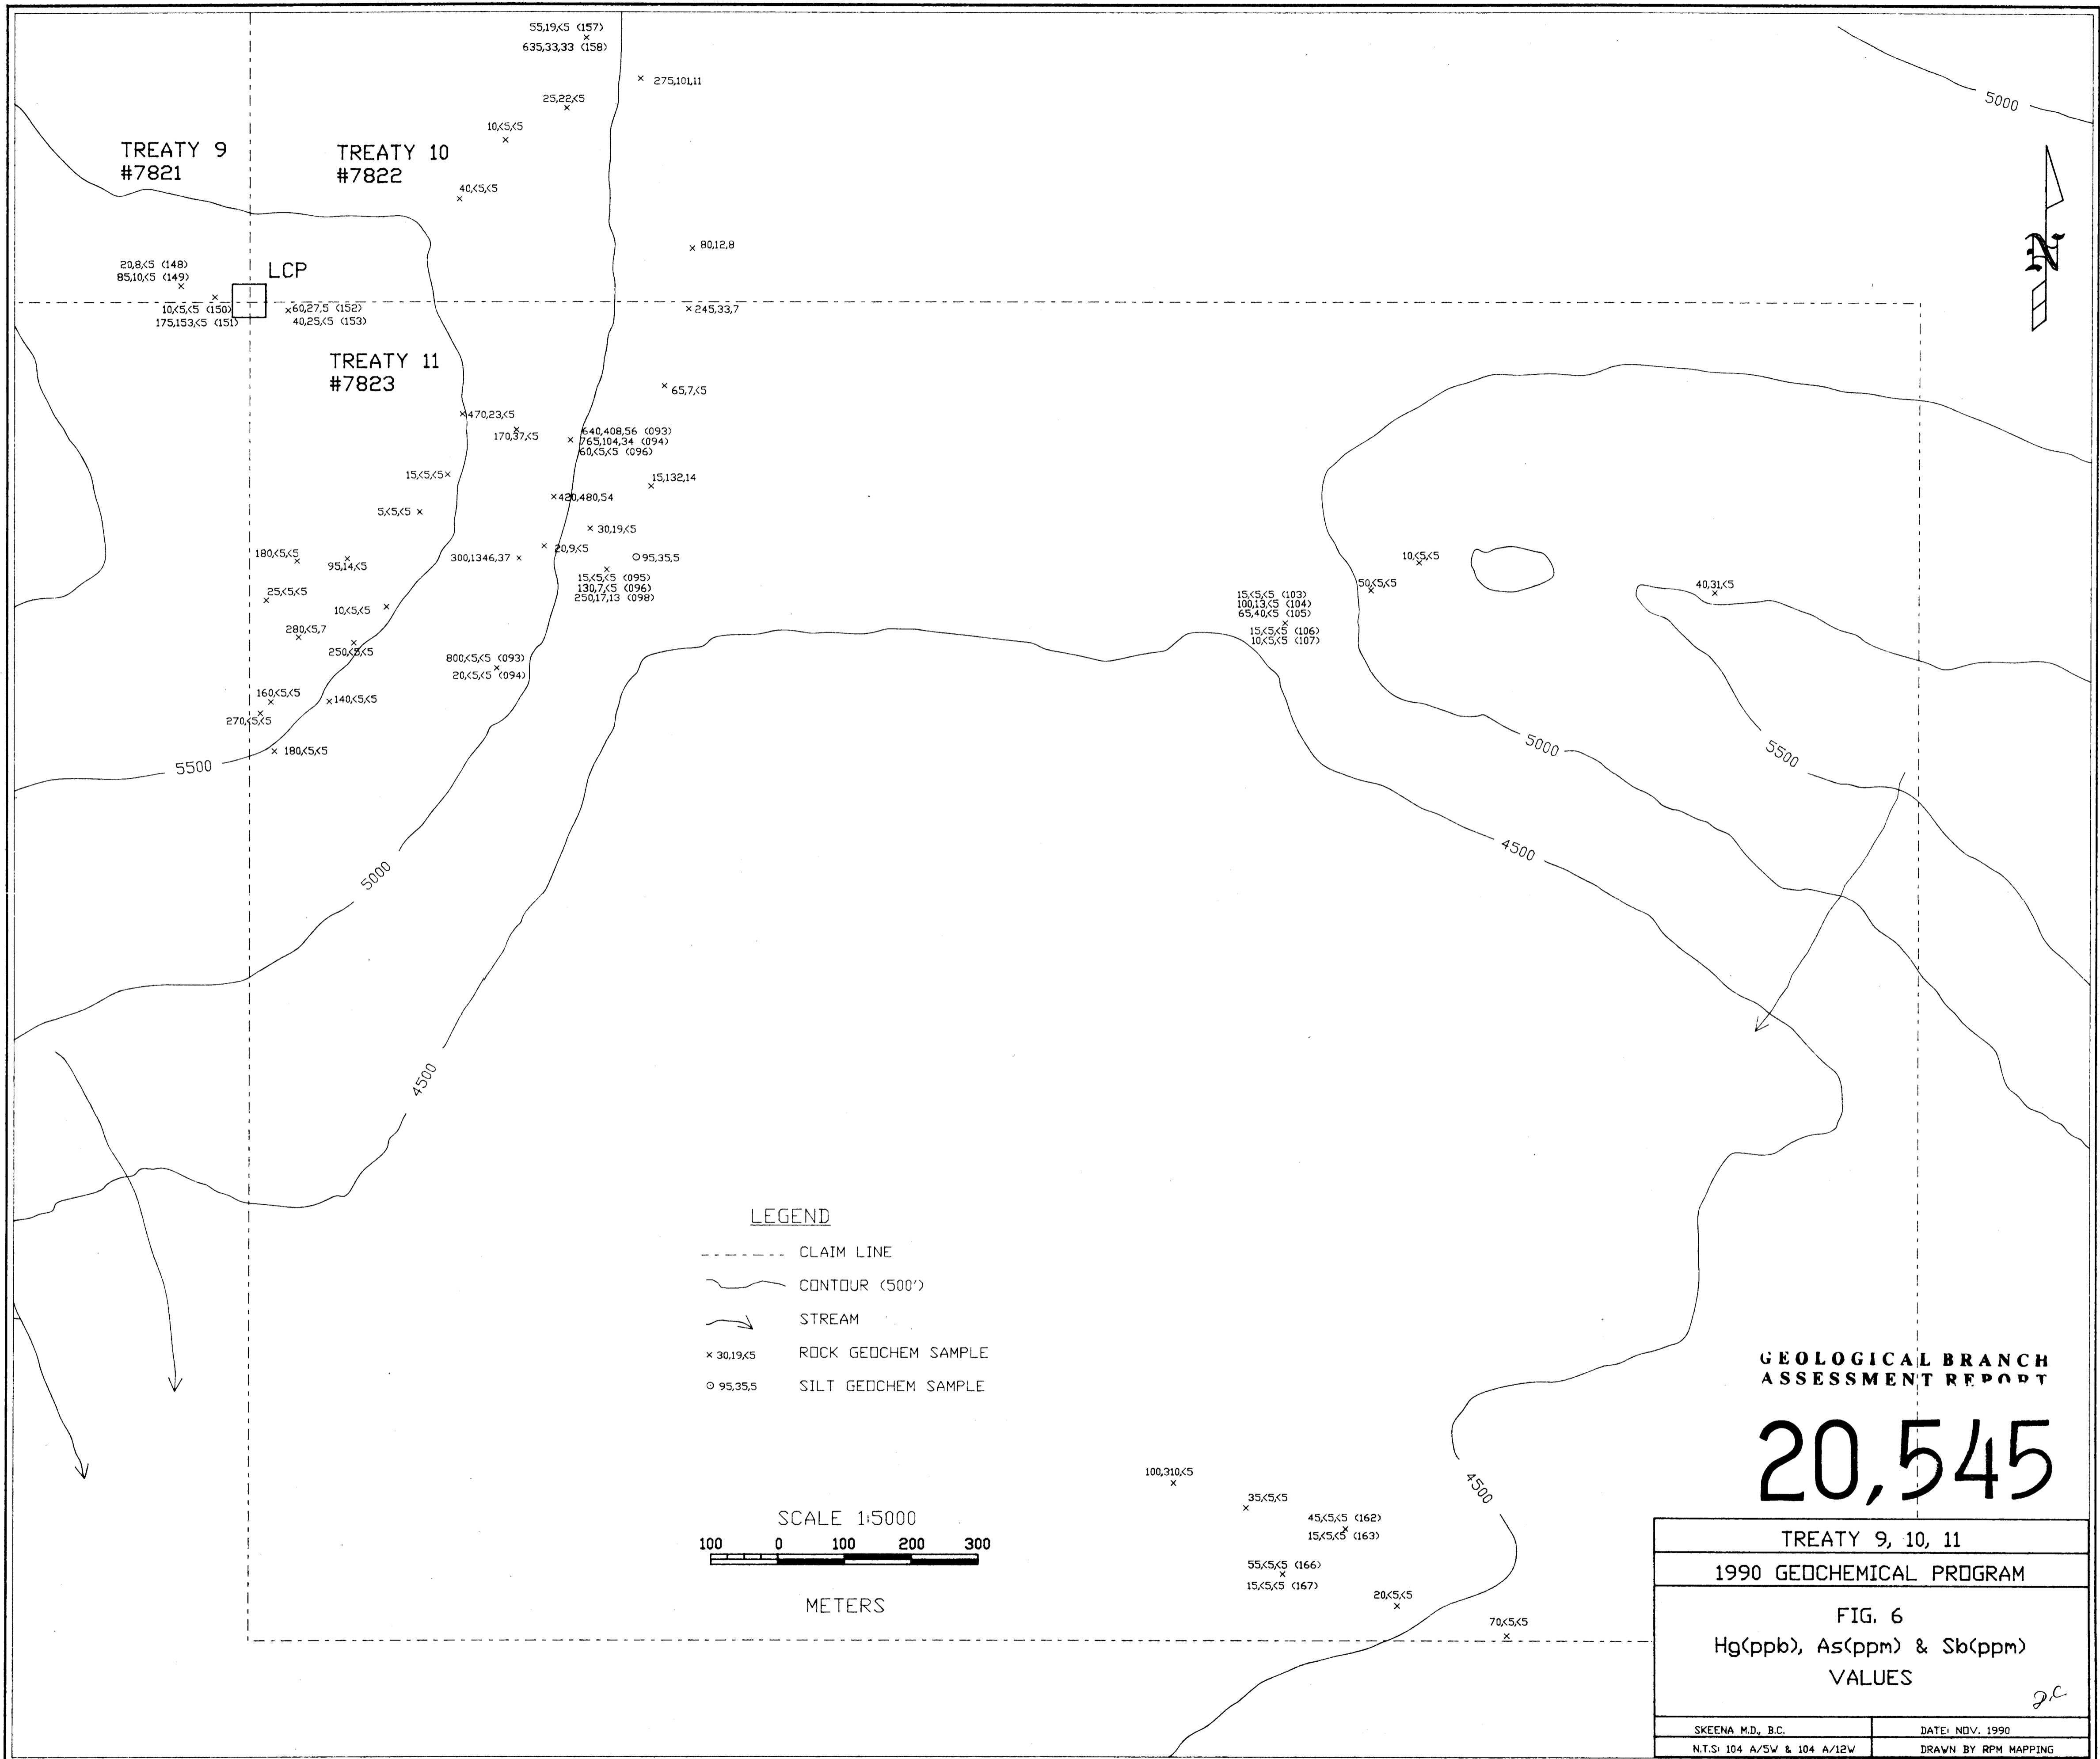 55,19,<5 (157)
635,33,33 (158)
275,101,11
25,22,<5
10,<5,<5
5000
TREATY 9
#7821
TREATY 10
#7822
40,<5,<5
80,12,8
N
20,8,<5 (148)
85,10,<5 (149)
LCP
10,<5,<5 (150)
175,153,<5 (151)
60,27,5 (152)
40,25,<5 (153)
245,33,7
TREATY 11
#7823
65,7,<5
470,23,<5
170,37,<5
640,408,56 (093)
765,104,34 (094)
60,<5,<5 (096)
15,<5,<5
15,132,14
420,480,54
5,<5,<5
30,19,<5
20,9,<5
180,<5,<5
95,14,<5
300,1346,37
95,35,5
15,<5,<5 (095)
130,7,<5 (096)
250,17,13 (098)
10,<5,<5
50,<5,<5
40,31,<5
25,<5,<5
10,<5,<5
15,<5,<5 (103)
100,13,<5 (104)
65,40,<5 (105)
15,<5,<5 (106)
10,<5,<5 (107)
280,<5,7
250,<5,<5
800,<5,<5 (093)
20,<5,<5 (094)
160,<5,<5
140,<5,<5
270,<5,<5
180,<5,<5
5500
5000
5500
4500
5000
4500
LEGEND
CLAIM LINE
CONTOUR (500')
STREAM
× 30,19,<5 ROCK GEOCHEM SAMPLE
95,35,5 SILT GEOCHEM SAMPLE
GEOLOGICAL BRANCH
ASSESSMENT REPORT
20,545
100,310,<5
35,<5,<5
4500
45,<5,<5 (162)
15,<5,<5 (163)
55,<5,<5 (166)
15,<5,<5 (167)
20,<5,<5
70,<5,<5
SCALE 1:5000
100 0 100 200 300
METERS
TREATY 9, 10, 11
1990 GEOCHEMICAL PROGRAM
FIG. 6
Hg(ppb), As(ppm) & Sb(ppm)
VALUES
SKEENA M.D., B.C.
DATE: NOV. 1990
N.T.S: 104 A/5W & 104 A/12W
DRAWN BY RPM MAPPING